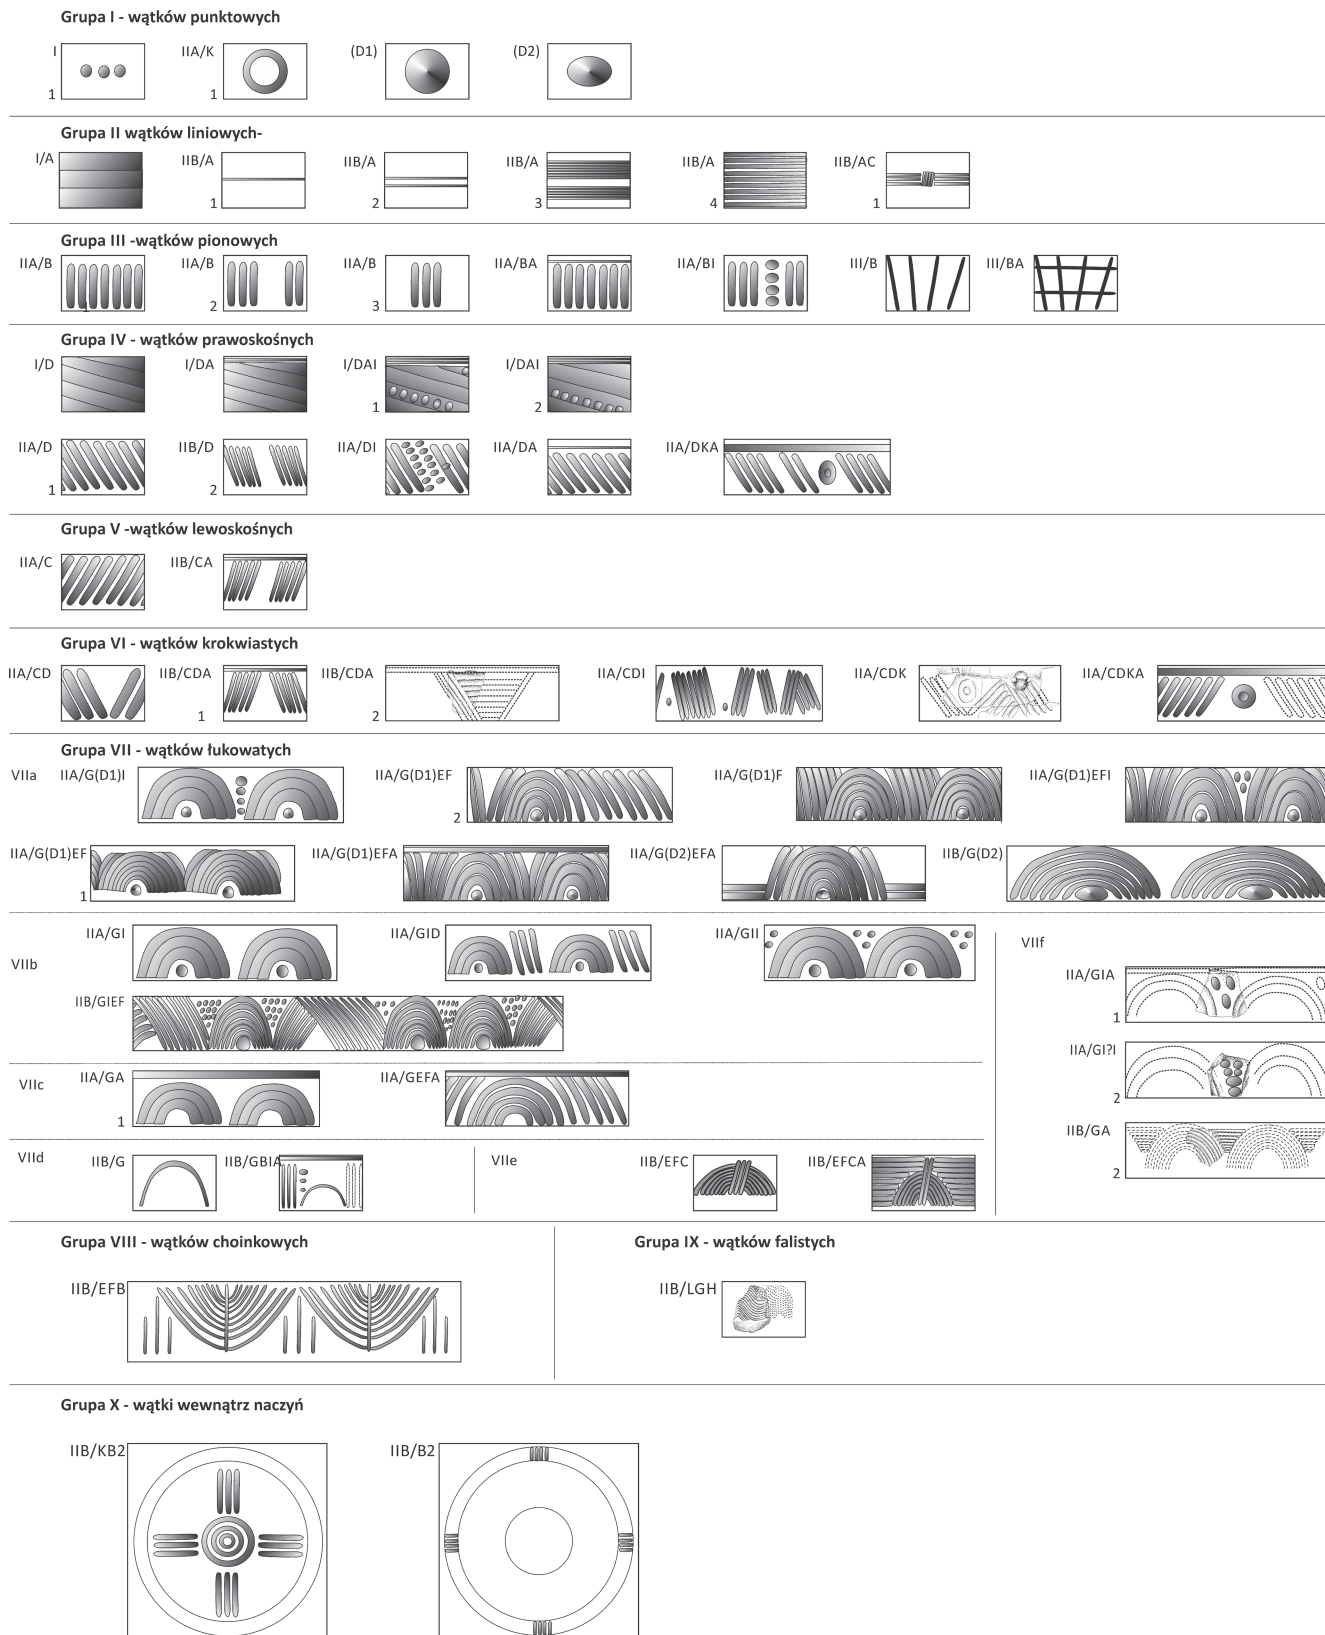 Grupa I - wątków punktowych
I IIA/K (D1) (D2)
1 1
Grupa II wątków liniowych-
I/A IIB/A IIB/A IIB/A IIB/A IIB/AC
1 2 3 4 1
Grupa III -wątków pionowych
IIA/B IIA/B IIA/B IIA/BA IIA/BI III/B III/BA
1 2 3
Grupa IV - wątków prawoskośnych
I/D I/DA I/DAI I/DAI
1 2
IIA/D IIB/D IIA/DI IIA/DA IIA/DKA
1 2
Grupa V -wątków lewoskośnych
IIA/C IIB/CA
Grupa VI - wątków krokwiastych
IIA/CD IIB/CDA IIB/CDA IIA/CDI IIA/CDK IIA/CDKA
1 2
Grupa VII - wątków łukowatych
VIIa IIA/G(D1)I IIA/G(D1)EF IIA/G(D1)F IIA/G(D1)EFI
2
IIA/G(D1)EF IIA/G(D1)EFA IIA/G(D2)EFA IIB/G(D2)
1
VIIb IIA/GI IIA/GID IIA/GII
IIB/GIEF
VIIc IIA/GA IIA/GEFA
1
VIId IIB/G IIB/GBIA VIIe IIB/EFC IIB/EFCA
VIIf
IIA/GIA
1
IIA/GI?I
2
IIB/GA
2
Grupa VIII - wątków choinkowych
IIB/EFB
Grupa IX - wątków falistych
IIB/LGH
Grupa X - wątki wewnątrz naczyń
IIB/KB2 IIB/B2